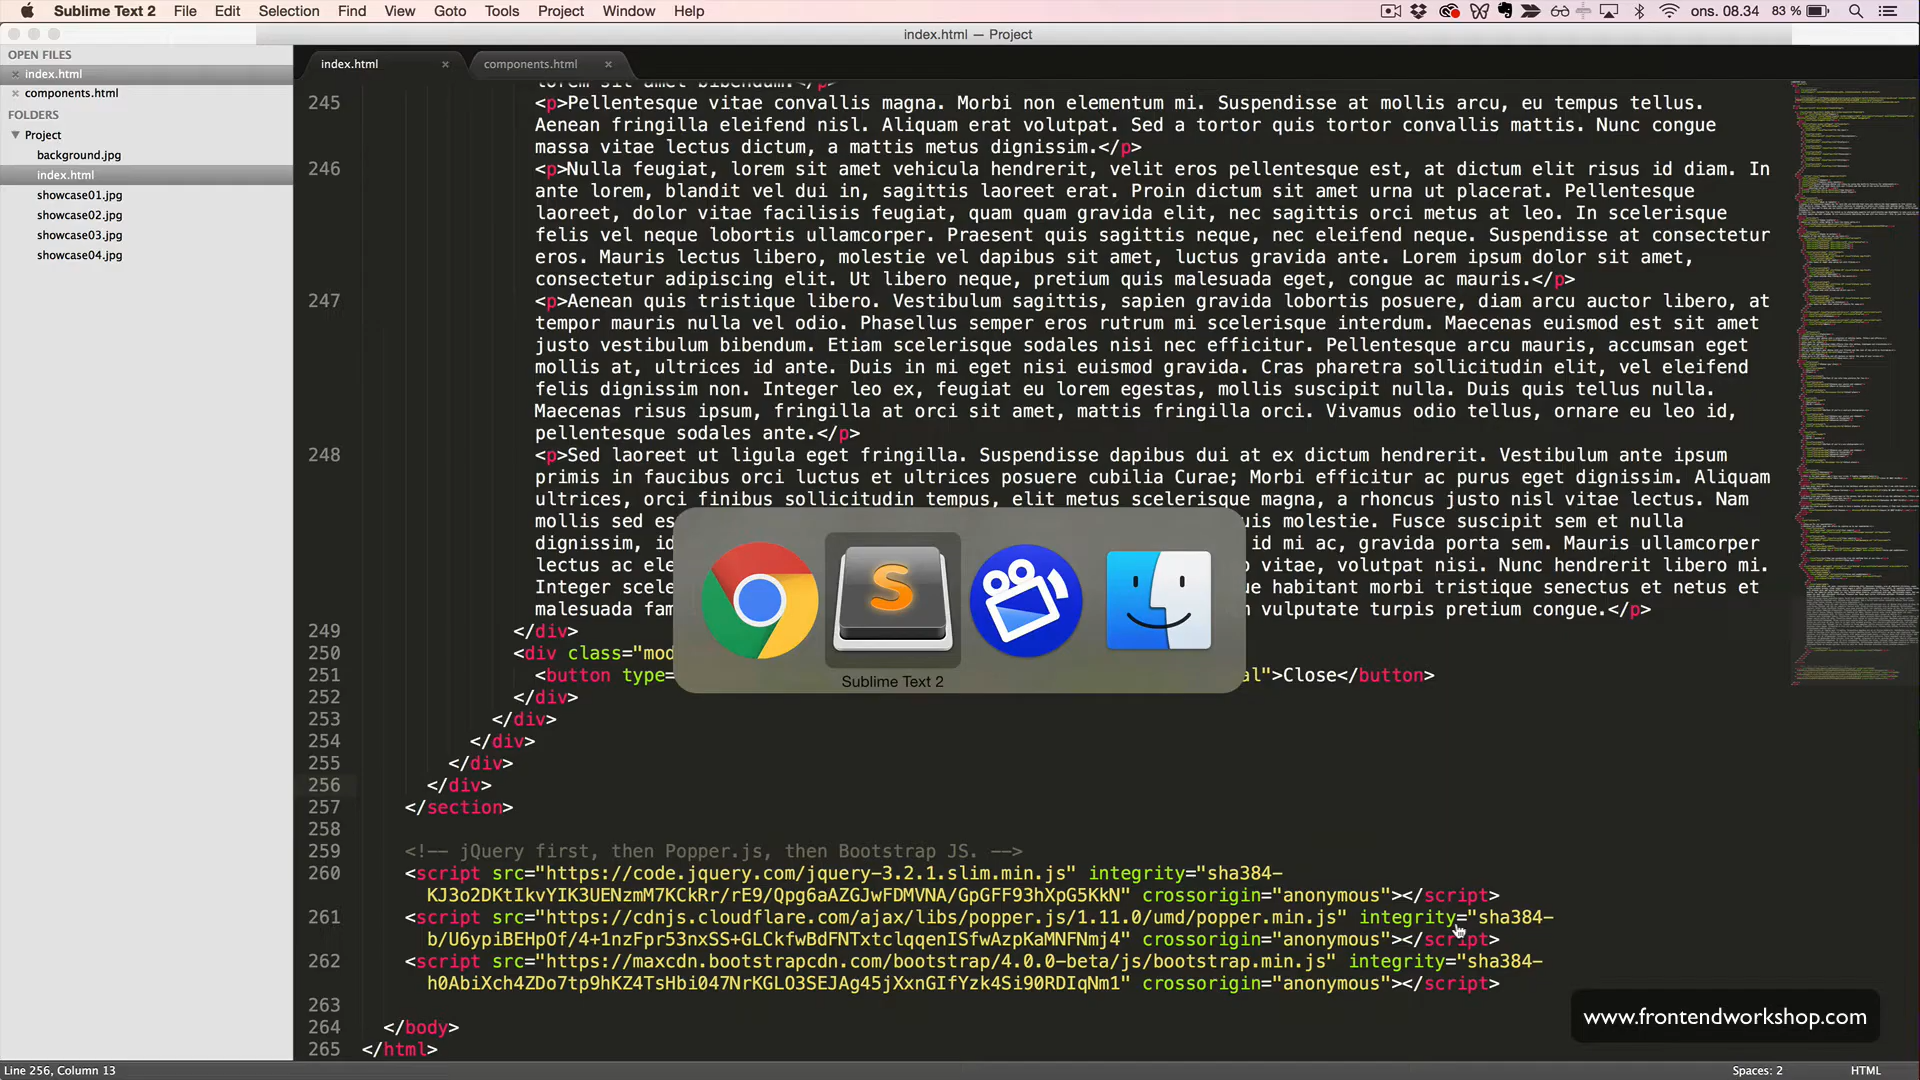 Sublime Text 2 File Edit Selection Find View Goto Tools Project Window Help ons. 08.34 83 %
index.html — Project
OPEN FILES
index.html
components.html
FOLDERS
Project
background.jpg
index.html
showcase01.jpg
showcase02.jpg
showcase03.jpg
showcase04.jpg
index.html components.html
lorem sit amet bibendum.</p>
245 <p>Pellentesque vitae convallis magna. Morbi non elementum mi. Suspendisse at mollis arcu, eu tempus tellus.
Aenean fringilla eleifend nisl. Aliquam erat volutpat. Sed a tortor quis tortor convallis mattis. Nunc congue
massa vitae lectus dictum, a mattis metus dignissim.</p>
246 <p>Nulla feugiat, lorem sit amet vehicula hendrerit, velit eros pellentesque est, at dictum elit risus id diam. In
ante lorem, blandit vel dui in, sagittis laoreet erat. Proin dictum sit amet urna ut placerat. Pellentesque
laoreet, dolor vitae facilisis feugiat, quam quam gravida elit, nec sagittis orci metus at leo. In scelerisque
felis vel neque lobortis ullamcorper. Praesent quis sagittis neque, nec eleifend neque. Suspendisse at consectetur
eros. Mauris lectus libero, molestie vel dapibus sit amet, luctus gravida ante. Lorem ipsum dolor sit amet,
consectetur adipiscing elit. Ut libero neque, pretium quis malesuada eget, congue ac mauris.</p>
247 <p>Aenean quis tristique libero. Vestibulum sagittis, sapien gravida lobortis posuere, diam arcu auctor libero, at
tempor mauris nulla vel odio. Phasellus semper eros rutrum mi scelerisque interdum. Maecenas euismod est sit amet
justo vestibulum bibendum. Etiam scelerisque sodales nisi nec efficitur. Pellentesque arcu mauris, accumsan eget
mollis at, ultrices id ante. Duis in mi eget nisi euismod gravida. Cras pharetra sollicitudin elit, vel eleifend
felis dignissim non. Integer leo ex, feugiat eu lorem egestas, mollis suscipit nulla. Duis quis tellus nulla.
Maecenas risus ipsum, fringilla at orci sit amet, mattis fringilla orci. Vivamus odio tellus, ornare eu leo id,
pellentesque sodales ante.</p>
248 <p>Sed laoreet ut ligula eget fringilla. Suspendisse dapibus dui at ex dictum hendrerit. Vestibulum ante ipsum
primis in faucibus orci luctus et ultrices posuere cubilia Curae; Morbi efficitur ac purus eget dignissim. Aliquam
ultrices, orci finibus sollicitudin tempus, elit metus scelerisque magna, a rhoncus justo nisl vitae lectus. Nam
mollis sed es uis molestie. Fusce suscipit sem et nulla
dignissim, id id mi ac, gravida porta sem. Mauris ullamcorper
lectus ac ele vitae, volutpat nisi. Nunc hendrerit libero mi.
Integer scele ue habitant morbi tristique senectus et netus et
malesuada fam vulputate turpis pretium congue.</p>
249 </div>
250 <div class="mod
251 <button type= al">Close</button>
252 </div>
253 </div>
254 </div>
255 </div>
256 </div>
257 </section>
258
259 <!-- jQuery first, then Popper.js, then Bootstrap JS. -->
260 <script src="https://code.jquery.com/jquery-3.2.1.slim.min.js" integrity="sha384-
KJ3o2DKtIkvYIK3UENzmM7KCkRr/rE9/Qpg6aAZGJwFDMVNA/GpGFF93hXpG5KkN" crossorigin="anonymous"></script>
261 <script src="https://cdnjs.cloudflare.com/ajax/libs/popper.js/1.11.0/umd/popper.min.js" integrity="sha384-
b/U6ypiBEHpOf/4+1nzFpr53nxSS+GLCkfwBdFNTxtclqqenISfwAzpKaMNFNmj4" crossorigin="anonymous"></script>
262 <script src="https://maxcdn.bootstrapcdn.com/bootstrap/4.0.0-beta/js/bootstrap.min.js" integrity="sha384-
h0AbiXch4ZDo7tp9hKZ4TsHbi047NrKGLO3SEJAg45jXxnGIfYzk4Si90RDIqNm1" crossorigin="anonymous"></script>
263
264 </body>
265 </html>
S
Sublime Text 2
www.frontendworkshop.com
Line 256, Column 13 Spaces: 2 HTML